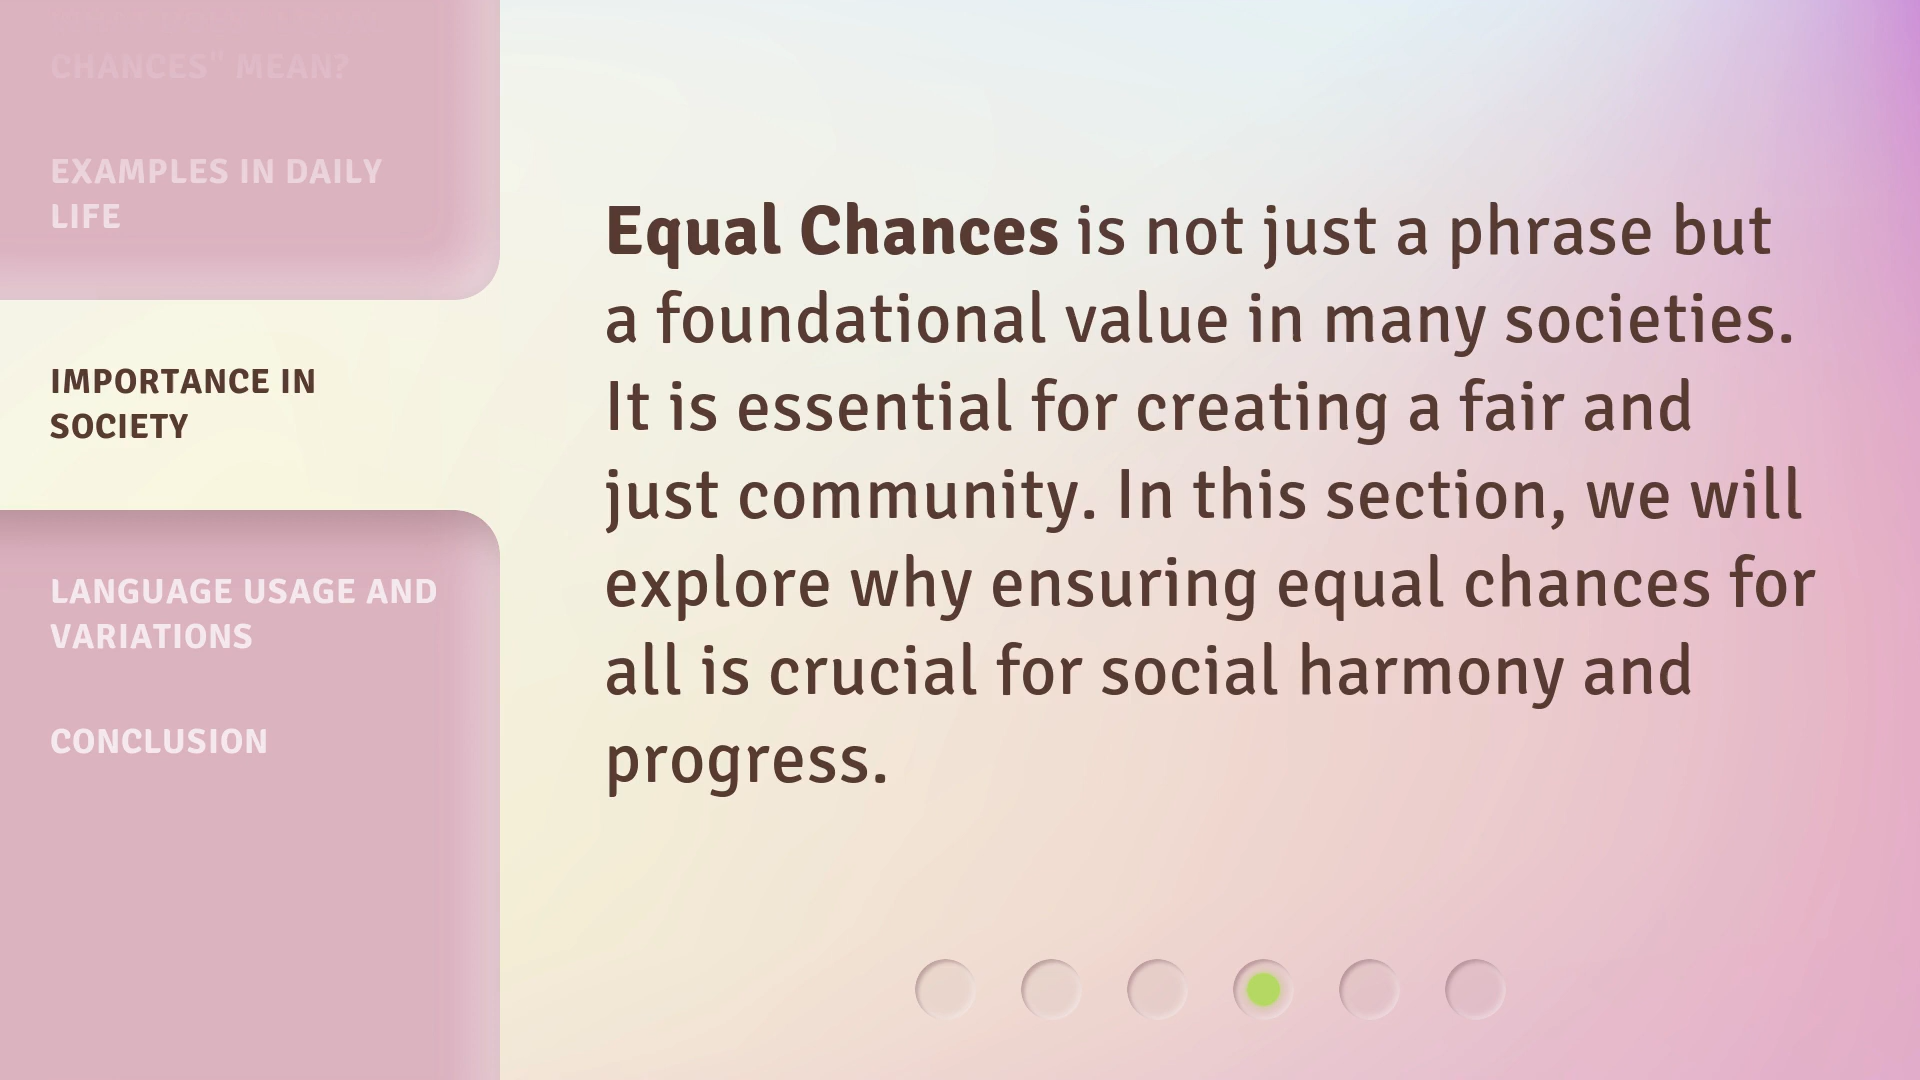 CHANCES" MEAN?
EXAMPLES IN DAILY
LIFE
IMPORTANCE IN
SOCIETY
LANGUAGE USAGE AND
VARIATIONS
CONCLUSION
Equal Chances is not just a phrase but
a foundational value in many societies.
It is essential for creating a fair and
just community. In this section, we will
explore why ensuring equal chances for
all is crucial for social harmony and
progress.